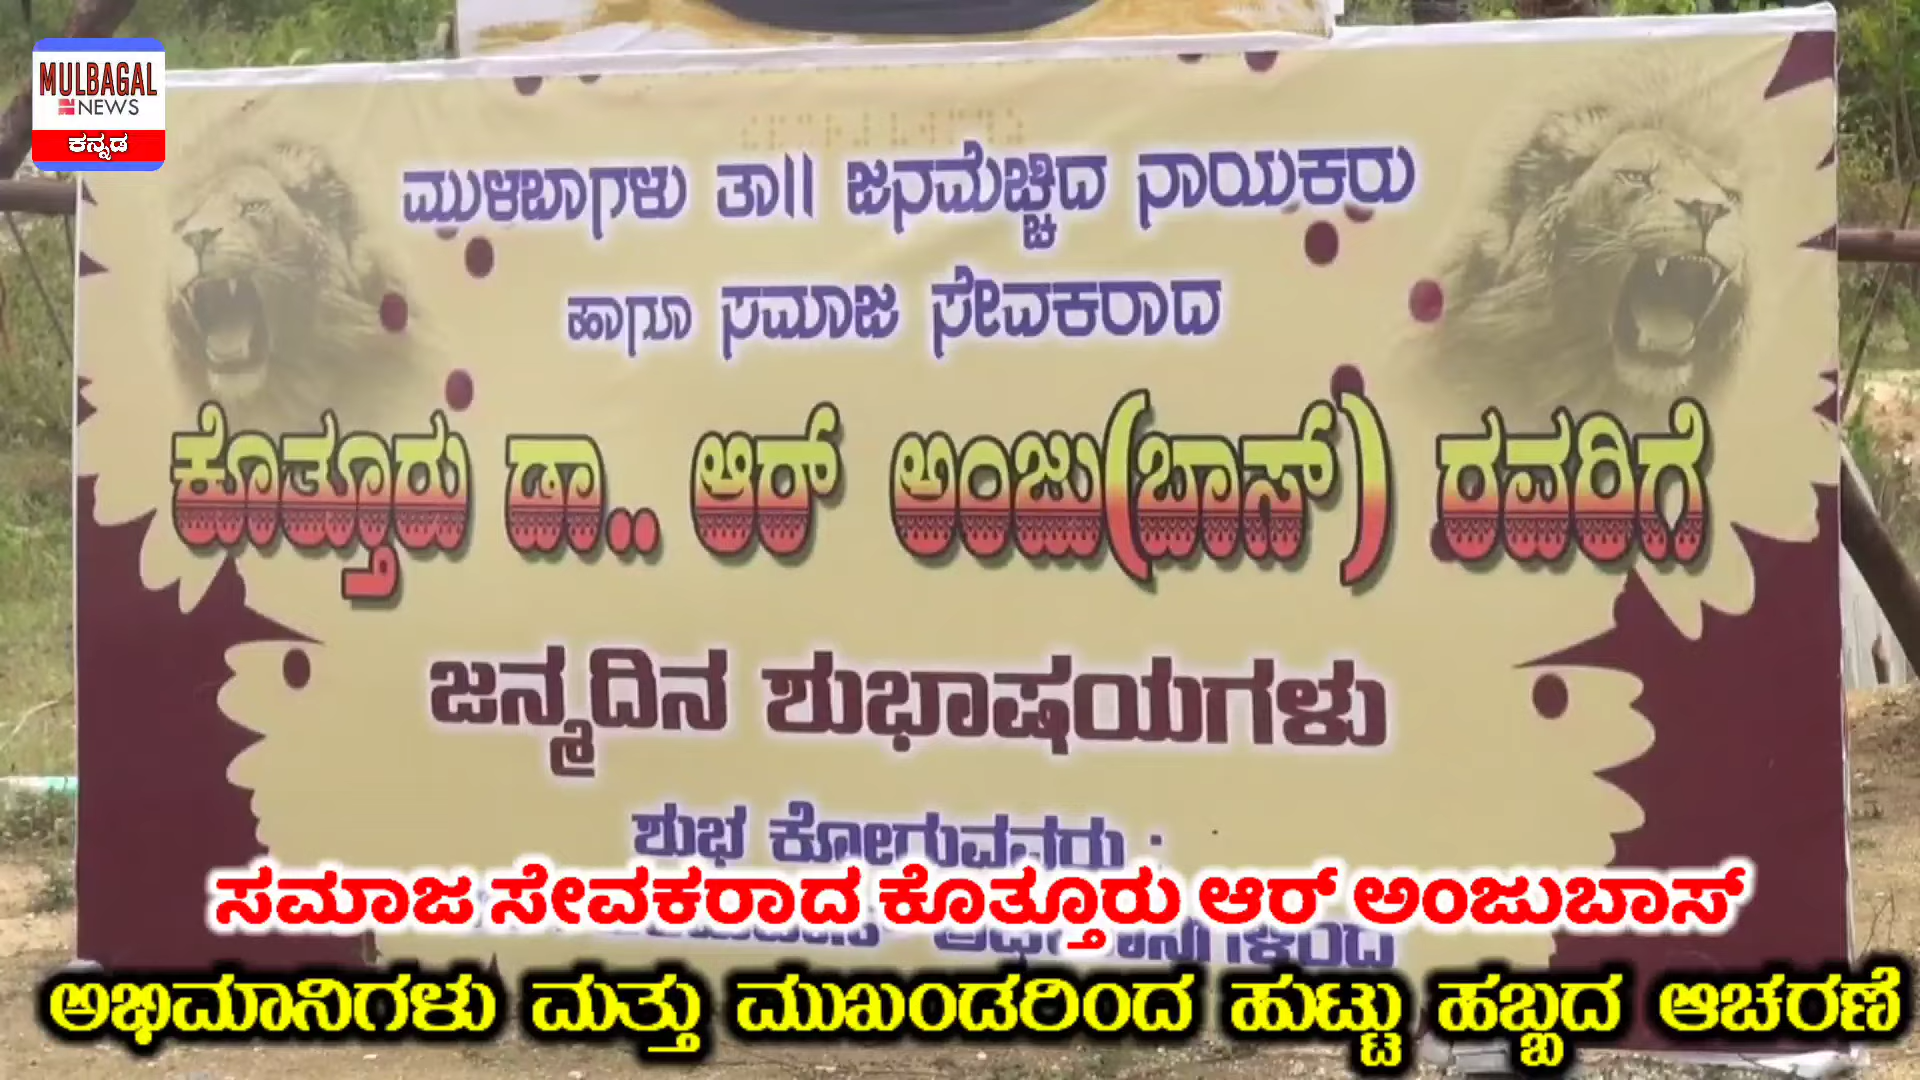 MULBAGAL
NEWS
ಕನ್ನಡ
ಮುಳಬಾಗಿಳು ತಾ|| ಜನಮೆಚ್ಚಿದ ನಾಯಕರು
ಹಾಗೂ ಸಮಾಜ ಸೇವಕರಾದ
ಕೊತ್ತೂರು ಡಾ.. ಆರ್ ಅಂಜು(ಬಾಸ್) ರವರಿಗೆ
ಜನ್ಮದಿನ ಶುಭಾಷಯಗಳು
ಶುಭ ಕೋರುವವರು :
ಸಮಾಜ ಸೇವಕರಾದ ಕೊತ್ತೂರು ಆರ್ ಅಂಜುಬಾಸ್
ಅಭಿಮಾನಿಗಳು ಮತ್ತು ಮುಖಂಡರಿಂದ ಹುಟ್ಟು ಹಬ್ಬದ ಆಚರಣೆ